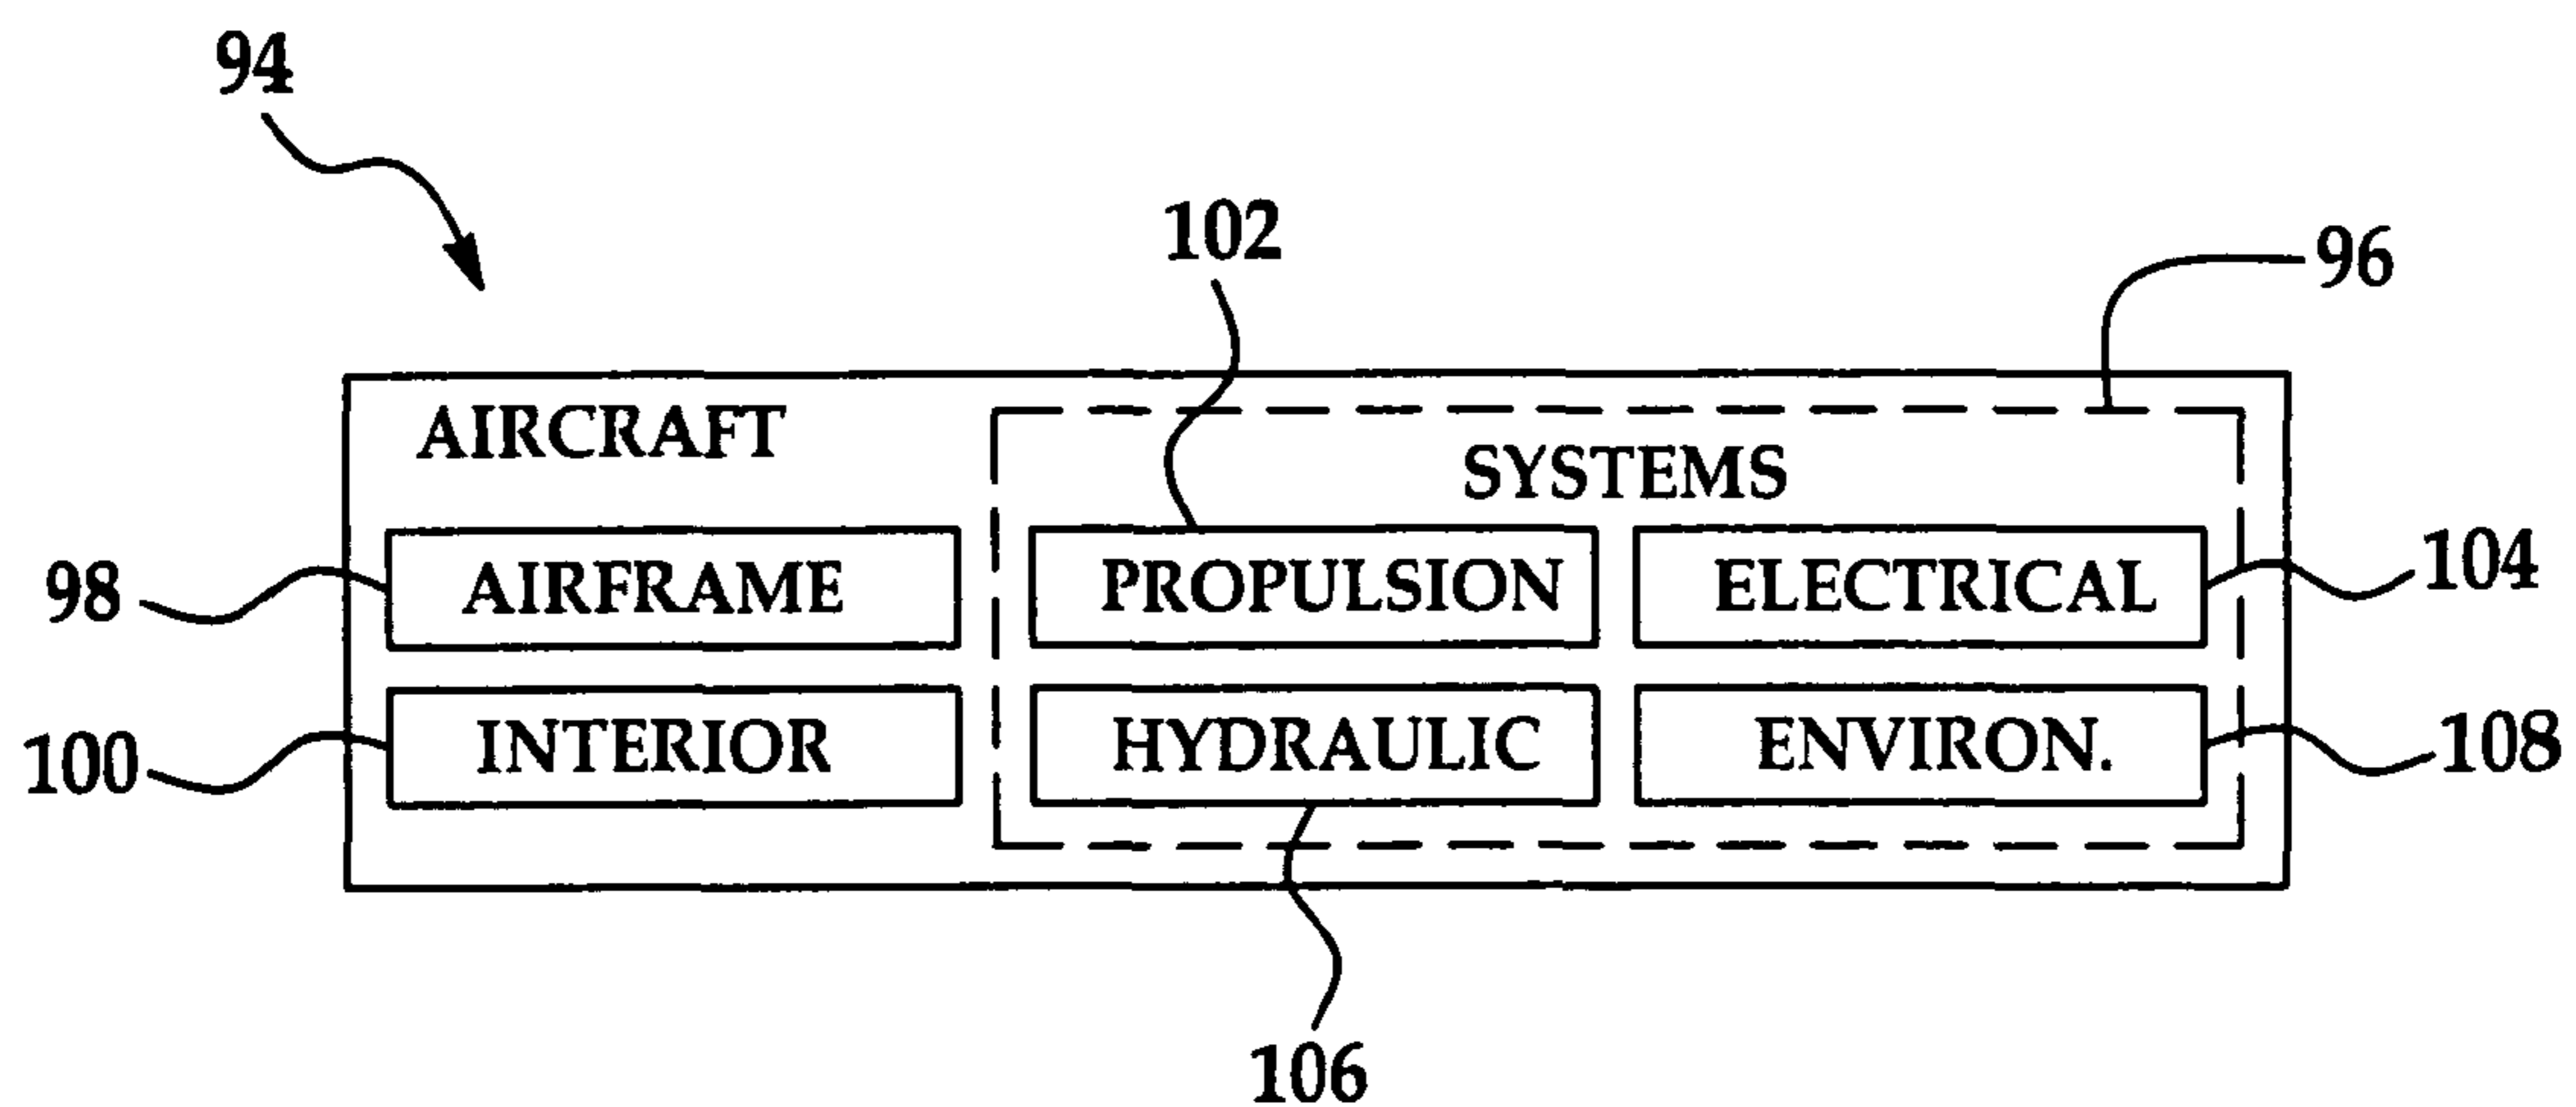 94
102
96
AIRCRAFT
SYSTEMS
98
AIRFRAME
PROPULSION
ELECTRICAL
104
100
INTERIOR
HYDRAULIC
ENVIRON.
108
106